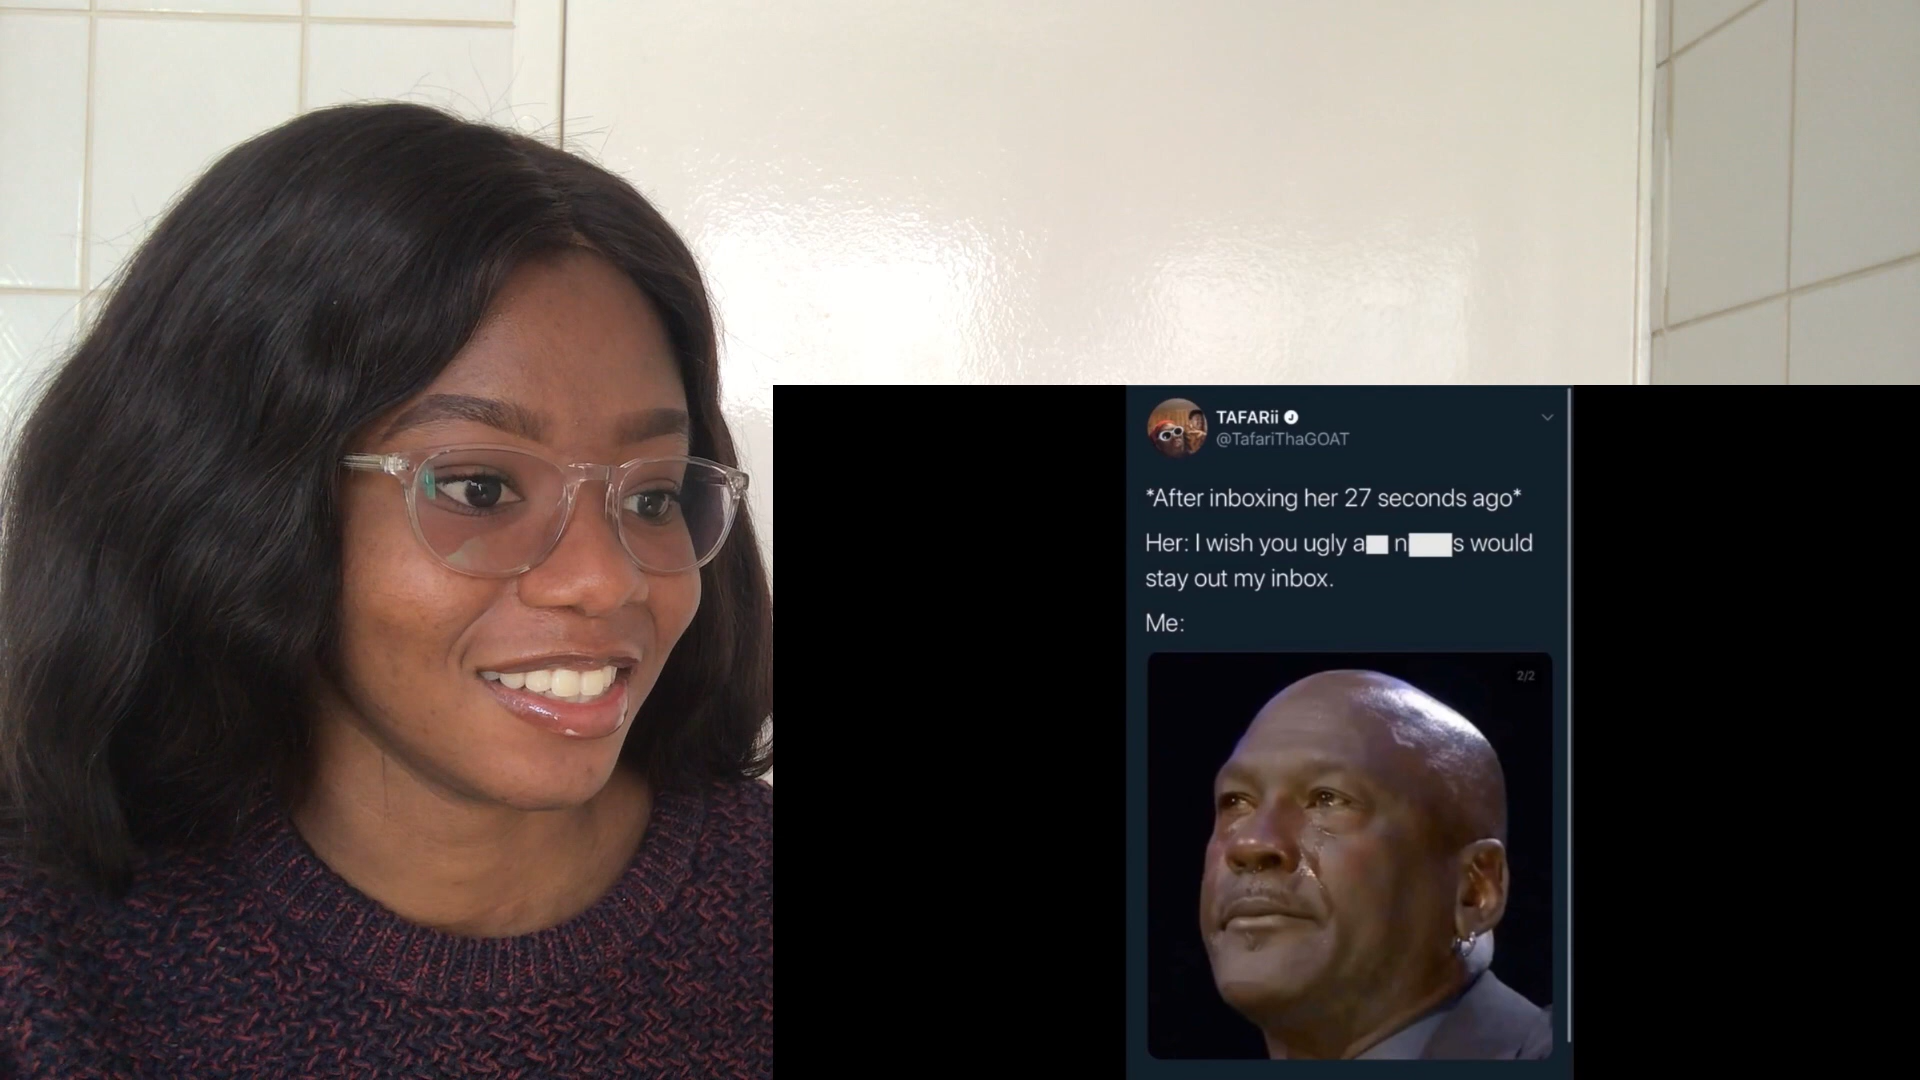 TAFARii
@TafariThaGOAT
*After inboxing her 27 seconds ago*
Her: I wish you ugly a n s would
stay out my inbox.
Me:
2/2